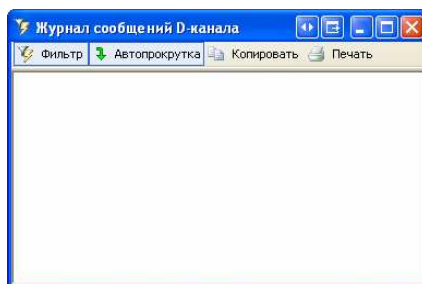 Журнал сообщений D-канала
Фильтр Автопрокрутка Копировать Печать